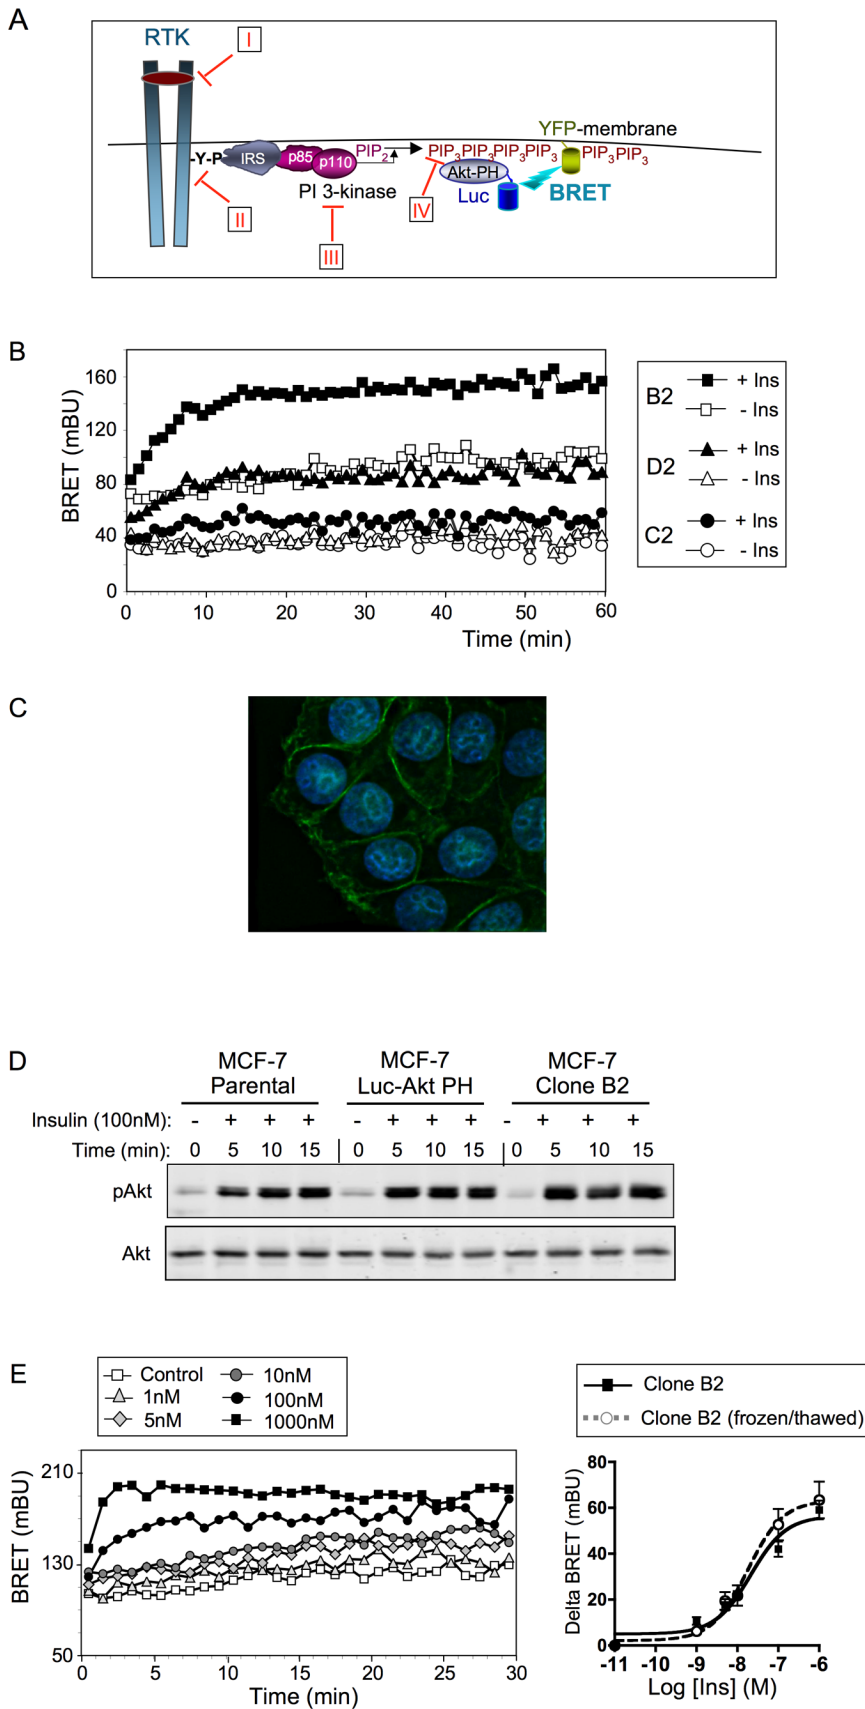 A
RTK
I
YFP-membrane
-Y-P
IRS
p85
p110
PIP2
PIP3PIP3PIP3PIP3
PIP3PIP3
Akt-PH
PI 3-kinase
Luc
BRET
II
IV
III
B
BRET (mBU)
160
120
80
40
0
0 10 20 30 40 50 60
Time (min)
B2
+ Ins
- Ins
D2
+ Ins
- Ins
C2
+ Ins
- Ins
C
D
MCF-7 Parental
MCF-7 Luc-Akt PH
MCF-7 Clone B2
Insulin (100nM): - + + + - + + + - + + +
Time (min): 0 5 10 15 0 5 10 15 0 5 10 15
pAkt
Akt
E
Control 10nM
1nM 100nM
5nM 1000nM
BRET (mBU)
210
130
50
0 5 10 15 20 25 30
Time (min)
Clone B2
Clone B2 (frozen/thawed)
Delta BRET (mBU)
80
60
40
20
0
-11 -10 -9 -8 -7 -6
Log [Ins] (M)